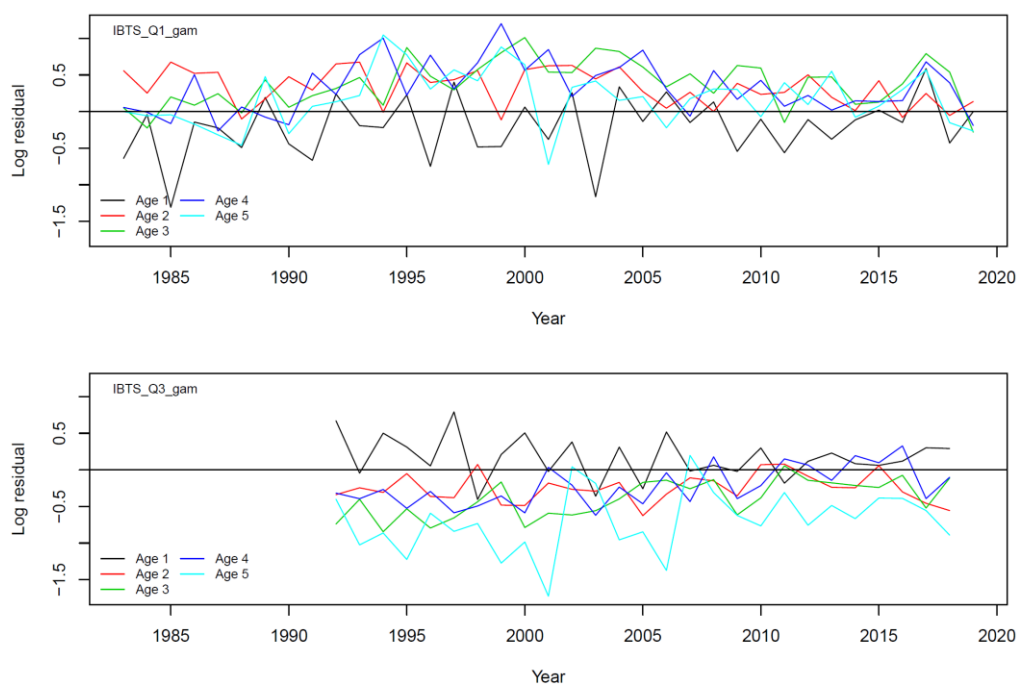 IBTS_Q1_gam
Log residual
0.5
−0.5
−1.5
Age 1 Age 4
Age 2 Age 5
Age 3
1985 1990 1995 2000 2005 2010 2015 2020
Year
IBTS_Q3_gam
Log residual
0.5
−0.5
−1.5
Age 1 Age 4
Age 2 Age 5
Age 3
1985 1990 1995 2000 2005 2010 2015 2020
Year